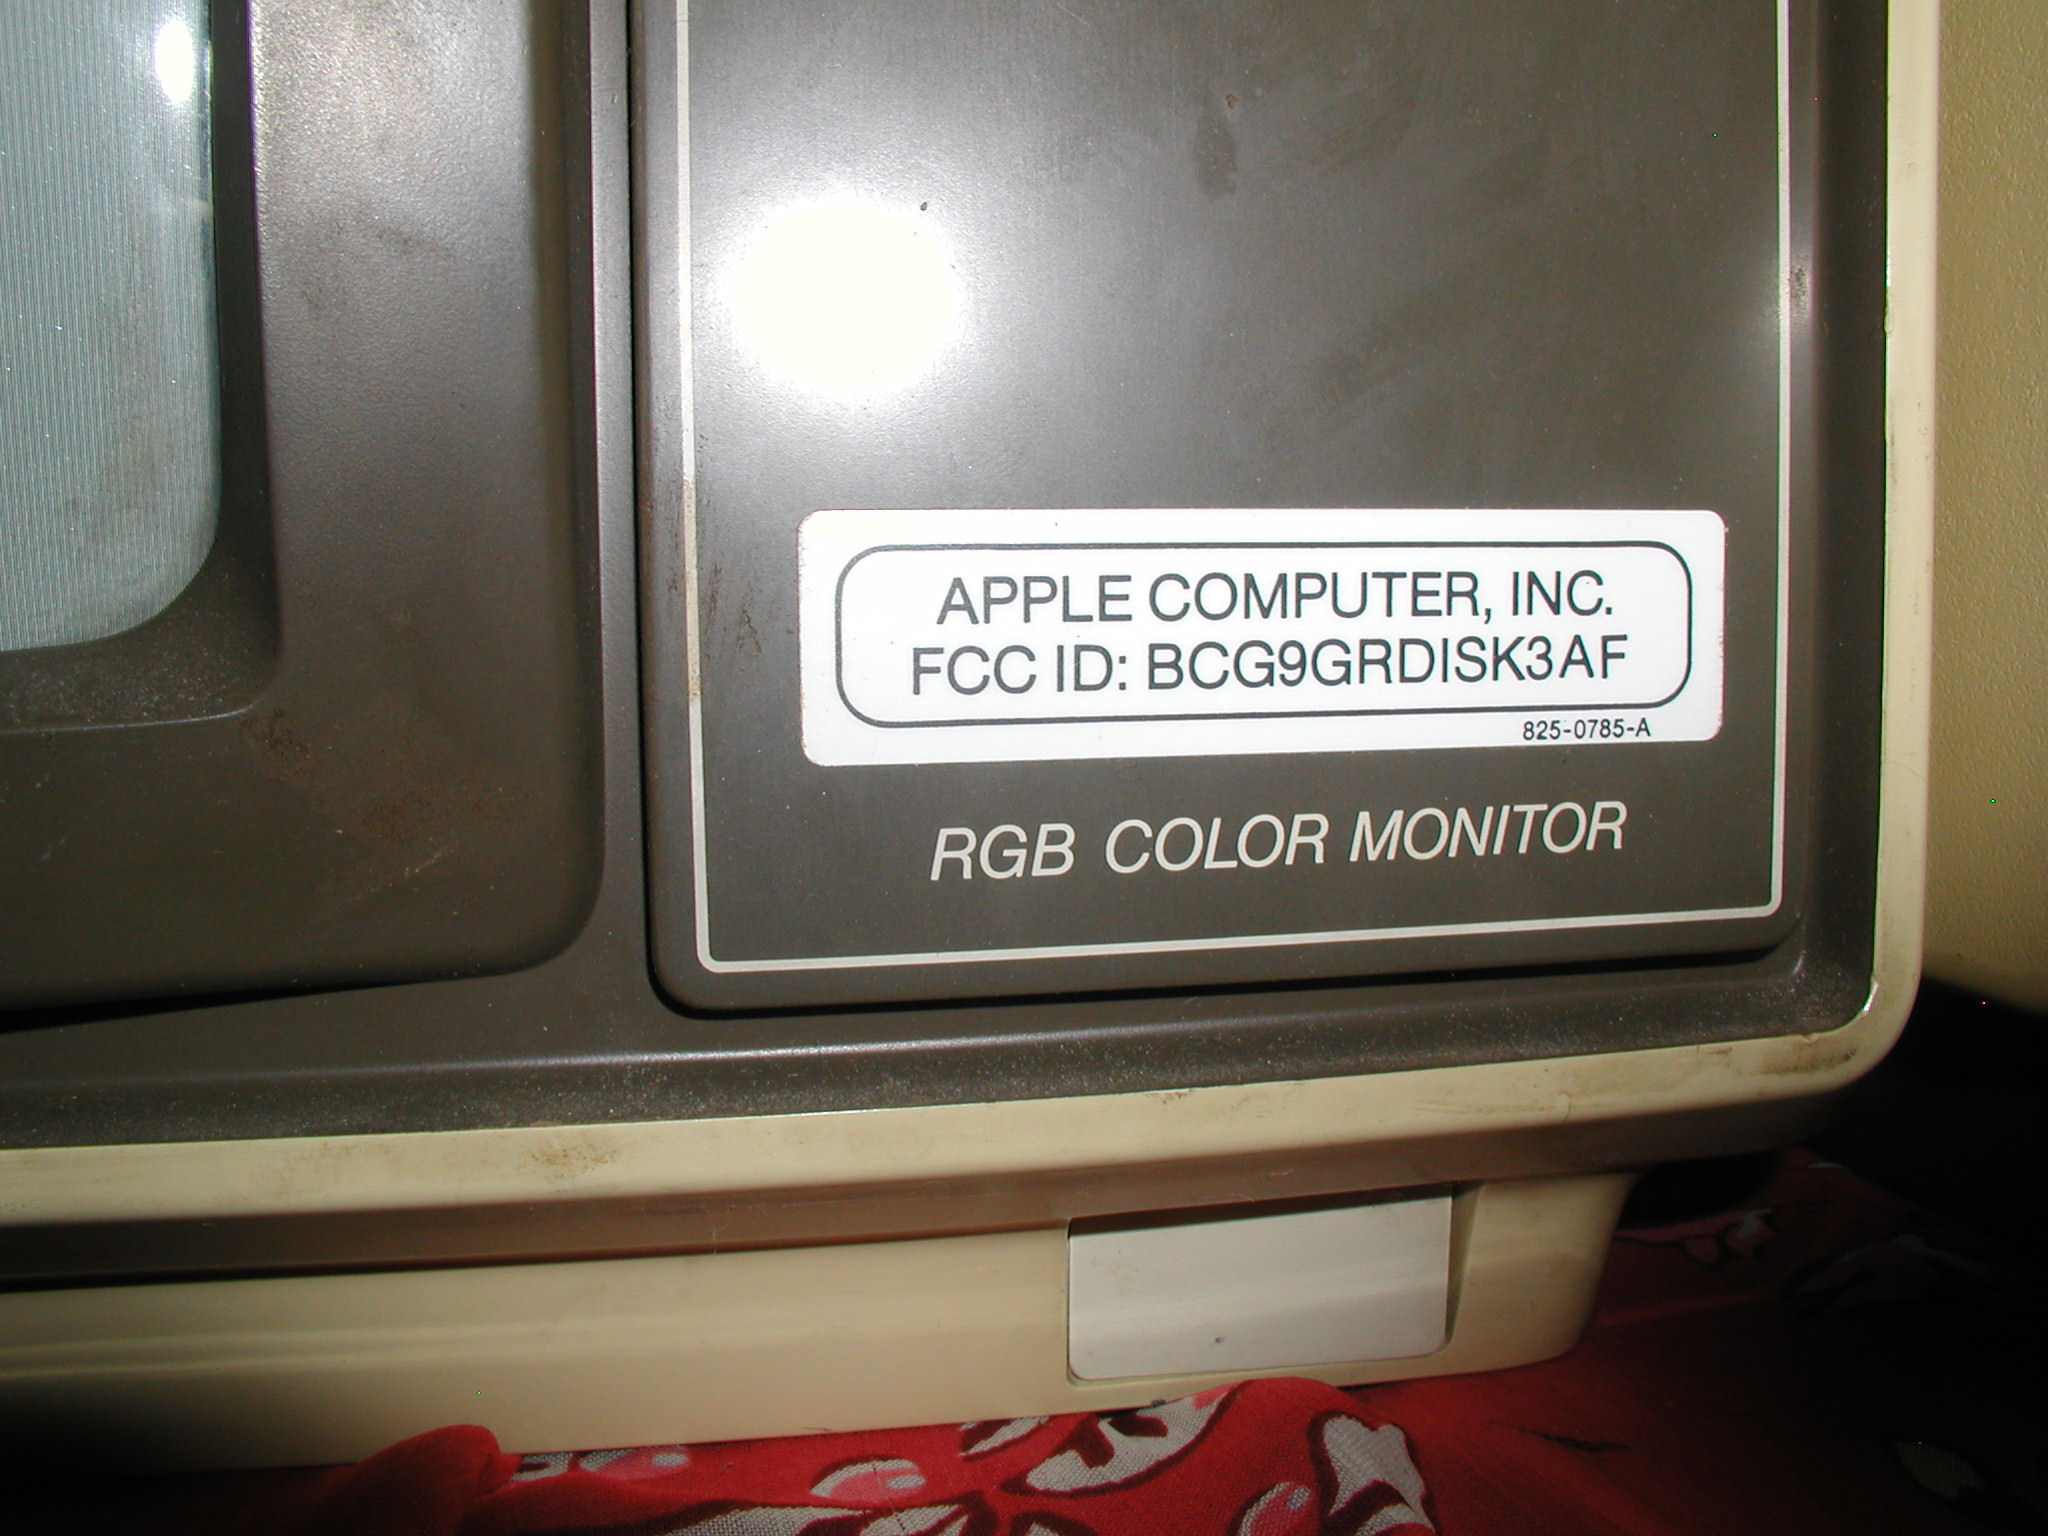 APPLE COMPUTER, INC.
FCC ID: BCG9GRDISK3AF
825-0785-A
RGB COLOR MONITOR